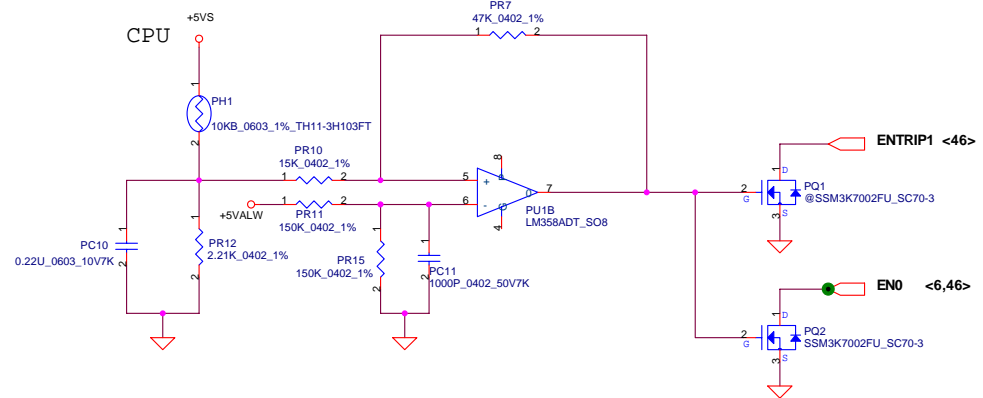 PR7
47K_0402_1%
1
2
+5VS
CPU
1
PH1
10KB_0603_1%_TH11-3H103FT
2
PR10
15K_0402_1%
1
2
8
P
5
+
O
7
6
-
G
4
PU1B
LM358ADT_SO8
+5VALW
1
2
PR11
150K_0402_1%
1
PC10
0.22U_0603_10V7K
2
1
PR12
2.21K_0402_1%
2
1
PR15
150K_0402_1%
2
1
PC11
1000P_0402_50V7K
2
ENTRIP1 <46>
1
D
2
G
PQ1
@SSM3K7002FU_SC70-3
S
3
EN0 <6,46>
1
D
2
G
PQ2
SSM3K7002FU_SC70-3
S
3